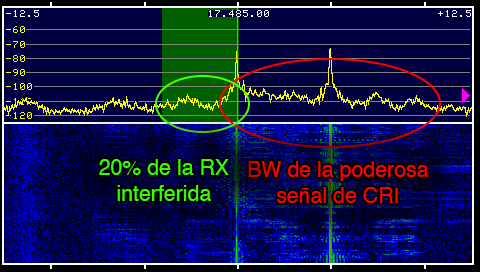 -12.5 17.485.00 +12.5
-60
-70
-80
-90
-100
120
20% de la RX
interferida
BW de la poderosa
señal de CRI